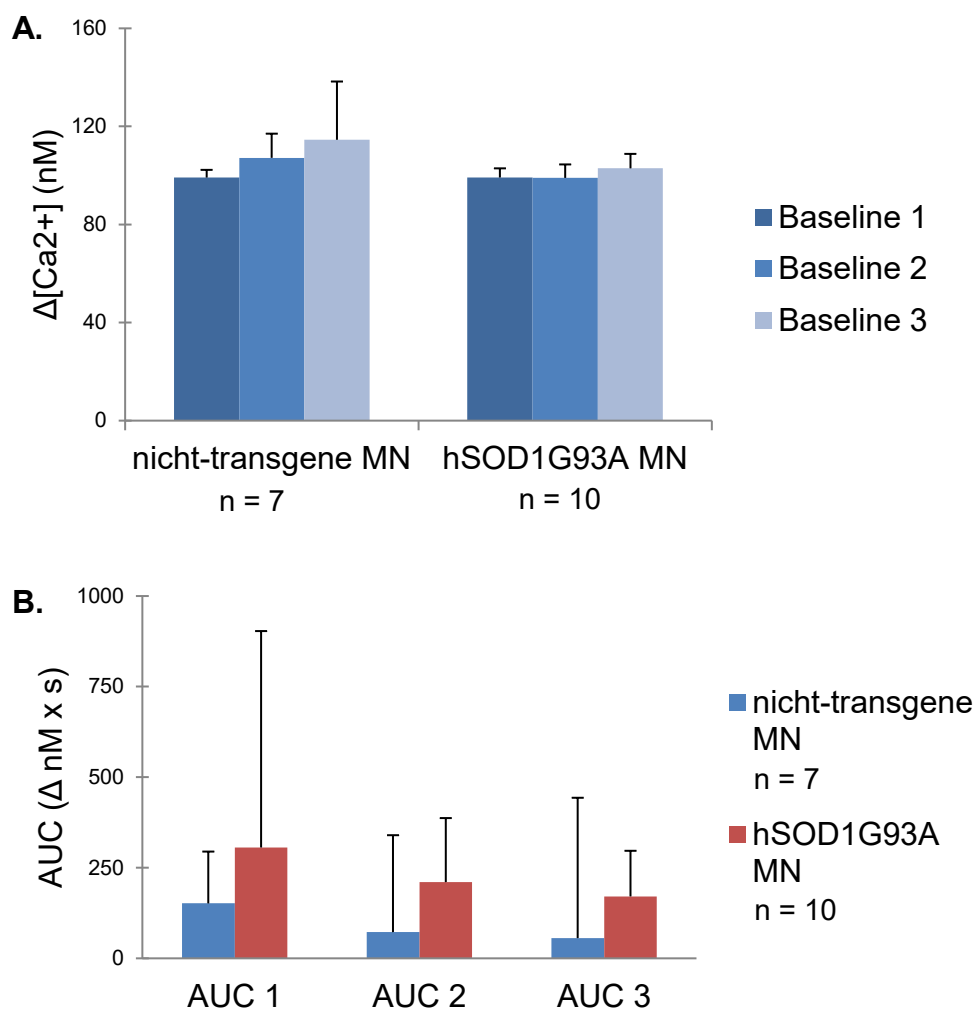 A.
160
120
80
40
0
Δ[Ca2+] (nM)
nicht-transgene MN
n = 7
hSOD1G93A MN
n = 10
Baseline 1
Baseline 2
Baseline 3
B.
1000
750
500
250
0
AUC (Δ nM x s)
AUC 1
AUC 2
AUC 3
nicht-transgene
MN
n = 7
hSOD1G93A
MN
n = 10